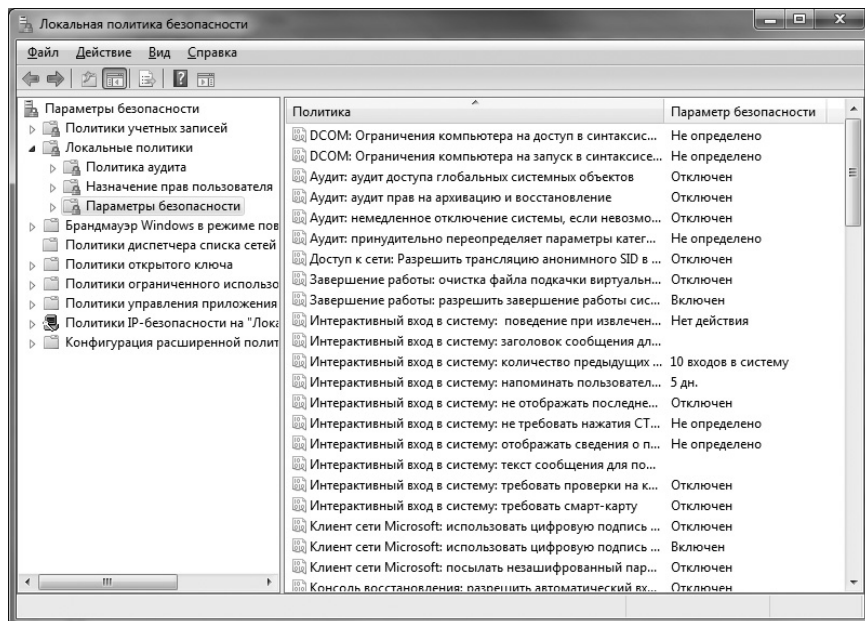 Локальная политика безопасности
Файл Действие Вид Справка
Параметры безопасности
Политики учетных записей
Локальные политики
Политика аудита
Назначение прав пользователя
Параметры безопасности
Брандмауэр Windows в режиме пов
Политики диспетчера списка сетей
Политики открытого ключа
Политики ограниченного использо
Политики управления приложения
Политики IP-безопасности на "Лока
Конфигурация расширенной полит
Политика Параметр безопасности
DCOM: Ограничения компьютера на доступ в синтаксис... Не определено
DCOM: Ограничения компьютера на запуск в синтаксисе... Не определено
Аудит: аудит доступа глобальных системных объектов Отключен
Аудит: аудит прав на архивацию и восстановление Отключен
Аудит: немедленное отключение системы, если невозмо... Отключен
Аудит: принудительно переопределяет параметры катег... Не определено
Доступ к сети: Разрешить трансляцию анонимного SID в ... Отключен
Завершение работы: очистка файла подкачки виртуальн... Отключен
Завершение работы: разрешить завершение работы сис... Включен
Интерактивный вход в систему: поведение при извлечен... Нет действия
Интерактивный вход в систему: заголовок сообщения дл...
Интерактивный вход в систему: количество предыдущих ... 10 входов в систему
Интерактивный вход в систему: напоминать пользовател... 5 дн.
Интерактивный вход в систему: не отображать последне... Отключен
Интерактивный вход в систему: не требовать нажатия CT... Не определено
Интерактивный вход в систему: отображать сведения о п... Не определено
Интерактивный вход в систему: текст сообщения для по...
Интерактивный вход в систему: требовать проверки на к... Отключен
Интерактивный вход в систему: требовать смарт-карту Отключен
Клиент сети Microsoft: использовать цифровую подпись ... Отключен
Клиент сети Microsoft: использовать цифровую подпись ... Включен
Клиент сети Microsoft: посылать незашифрованный пар... Отключен
Консоль восстановления: разрешить автоматический вх... Отключен